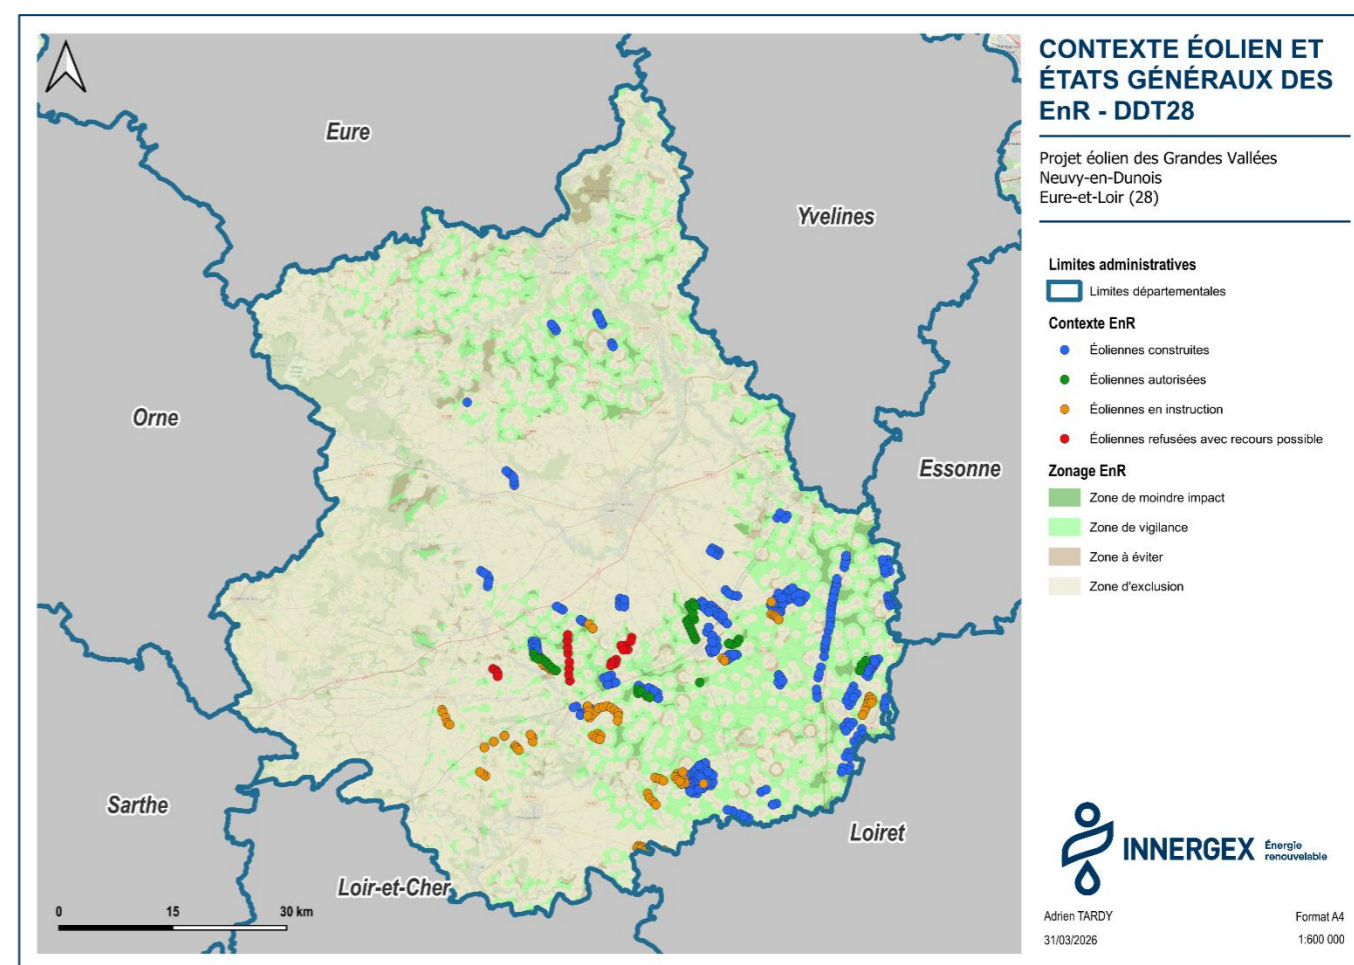 CONTEXTE ÉOLIEN ET
ÉTATS GÉNÉRAUX DES
EnR - DDT28
Projet éolien des Grandes Vallées
Neuvy-en-Dunois
Eure-et-Loir (28)
Limites administratives
Limites départementales
Contexte EnR
Éoliennes construites
Éoliennes autorisées
Éoliennes en instruction
Éoliennes refusées avec recours possible
Zonage EnR
Zone de moindre impact
Zone de vigilance
Zone à éviter
Zone d'exclusion
Eure
Yvelines
Orne
Essonne
Sarthe
Loiret
Loir-et-Cher
0 15 30 km
INNERGEX Énergie
renouvelable
Adrien TARDY Format A4
31/03/2026 1:600 000